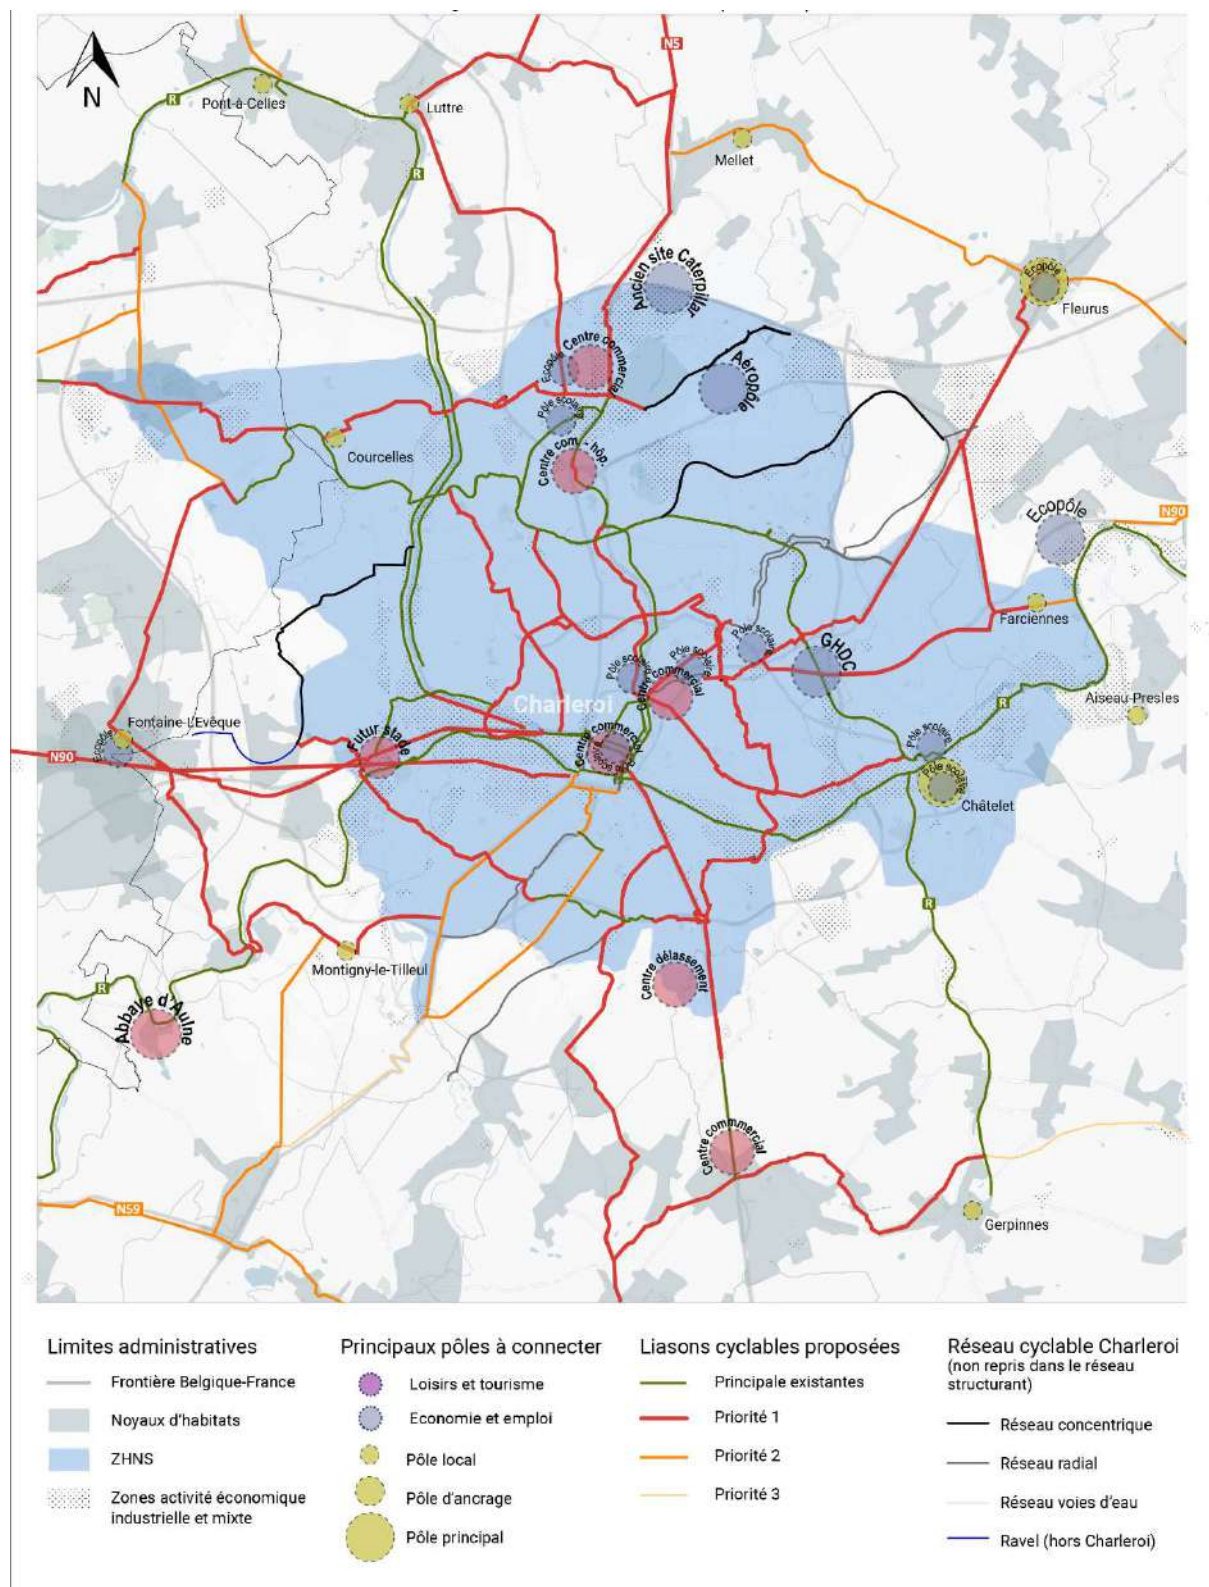 N5
N
R
Pont-à-Celles
Luttre
R
Mellet
Ancien site Caterpillar
Écopôle
Fleurus
Ecopôle
Centre commercial
Aéropôle
Pôle scolaire
Courcelles
Centre com. - hôp.
Ecopôle
N90
Farciennes
Pôle scolaire
GHDC
Pôle scolaire
Pôle scolaire
Centre commercial
Charleroi
R
Aiseau-Presles
Fontaine-L'Evêque
Ecopôle
N90
Futur stade
Centre commercial
Pôle scolaire
Pôle scolaire
Châtelet
R
R
Montigny-le-Tilleul
R
Abbaye d'Aulne
Centre délassement
Centre commmercial
N59
Gerpinnes
Limites administratives
Frontière Belgique-France
Noyaux d'habitats
ZHNS
Zones activité économique
industrielle et mixte
Principaux pôles à connecter
Loisirs et tourisme
Economie et emploi
Pôle local
Pôle d'ancrage
Pôle principal
Liasons cyclables proposées
Principale existantes
Priorité 1
Priorité 2
Priorité 3
Réseau cyclable Charleroi
(non repris dans le réseau
structurant)
Réseau concentrique
Réseau radial
Réseau voies d'eau
Ravel (hors Charleroi)